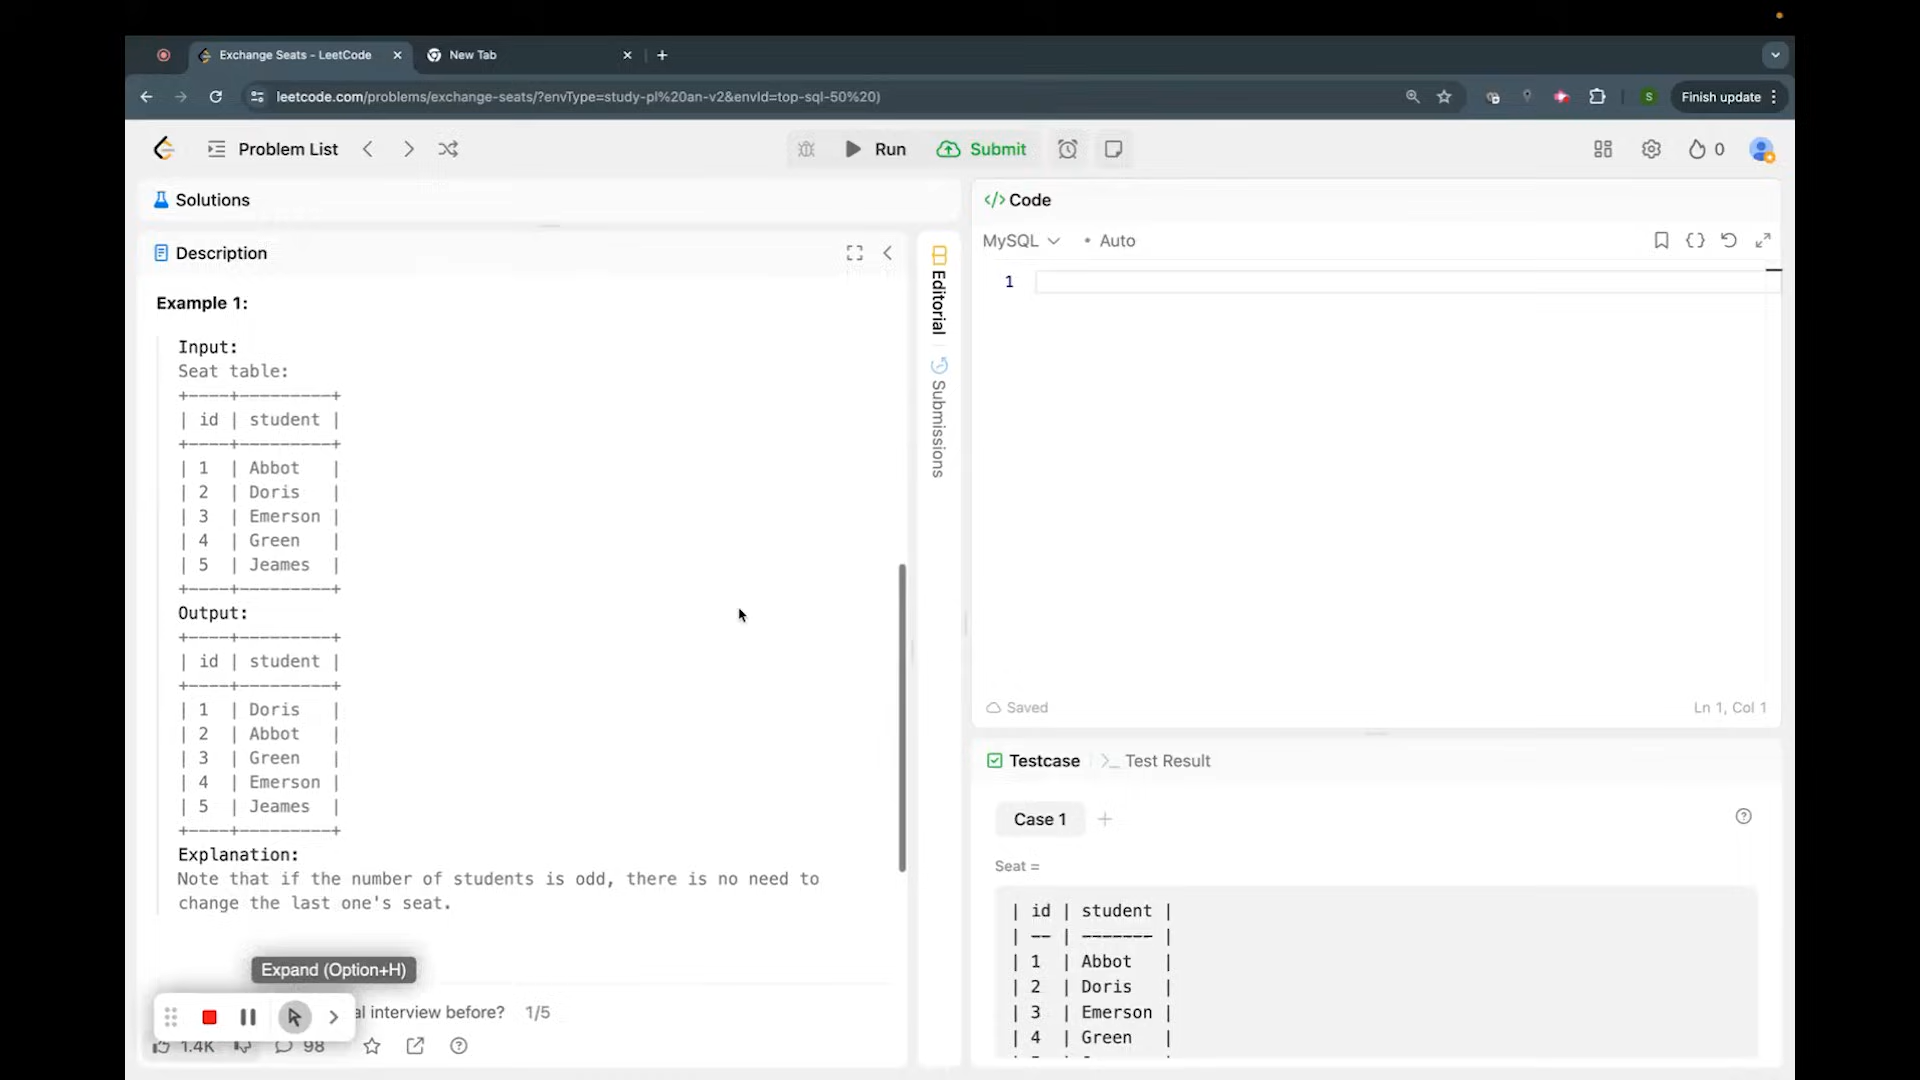 Exchange Seats - LeetCode
New Tab
leetcode.com/problems/exchange-seats/?envType=study-pl%20an-v2&envId=top-sql-50%20)
S
Finish update
Problem List
Run
Submit
0
Solutions
Description
Example 1:
Input:
Seat table:
+----+---------+
| id | student |
+----+---------+
| 1  | Abbot   |
| 2  | Doris   |
| 3  | Emerson |
| 4  | Green   |
| 5  | Jeames  |
+----+---------+
Output:
+----+---------+
| id | student |
+----+---------+
| 1  | Doris   |
| 2  | Abbot   |
| 3  | Green   |
| 4  | Emerson |
| 5  | Jeames  |
+----+---------+
Explanation:
Note that if the number of students is odd, there is no need to
change the last one's seat.
Expand (Option+H)
al interview before? 1/5
1.4K
98
Editorial
Submissions
</> Code
MySQL
• Auto
1
Saved
Ln 1, Col 1
Testcase
Test Result
Case 1
Seat =
| id | student |
| -- | ------- |
| 1  | Abbot   |
| 2  | Doris   |
| 3  | Emerson |
| 4  | Green   |